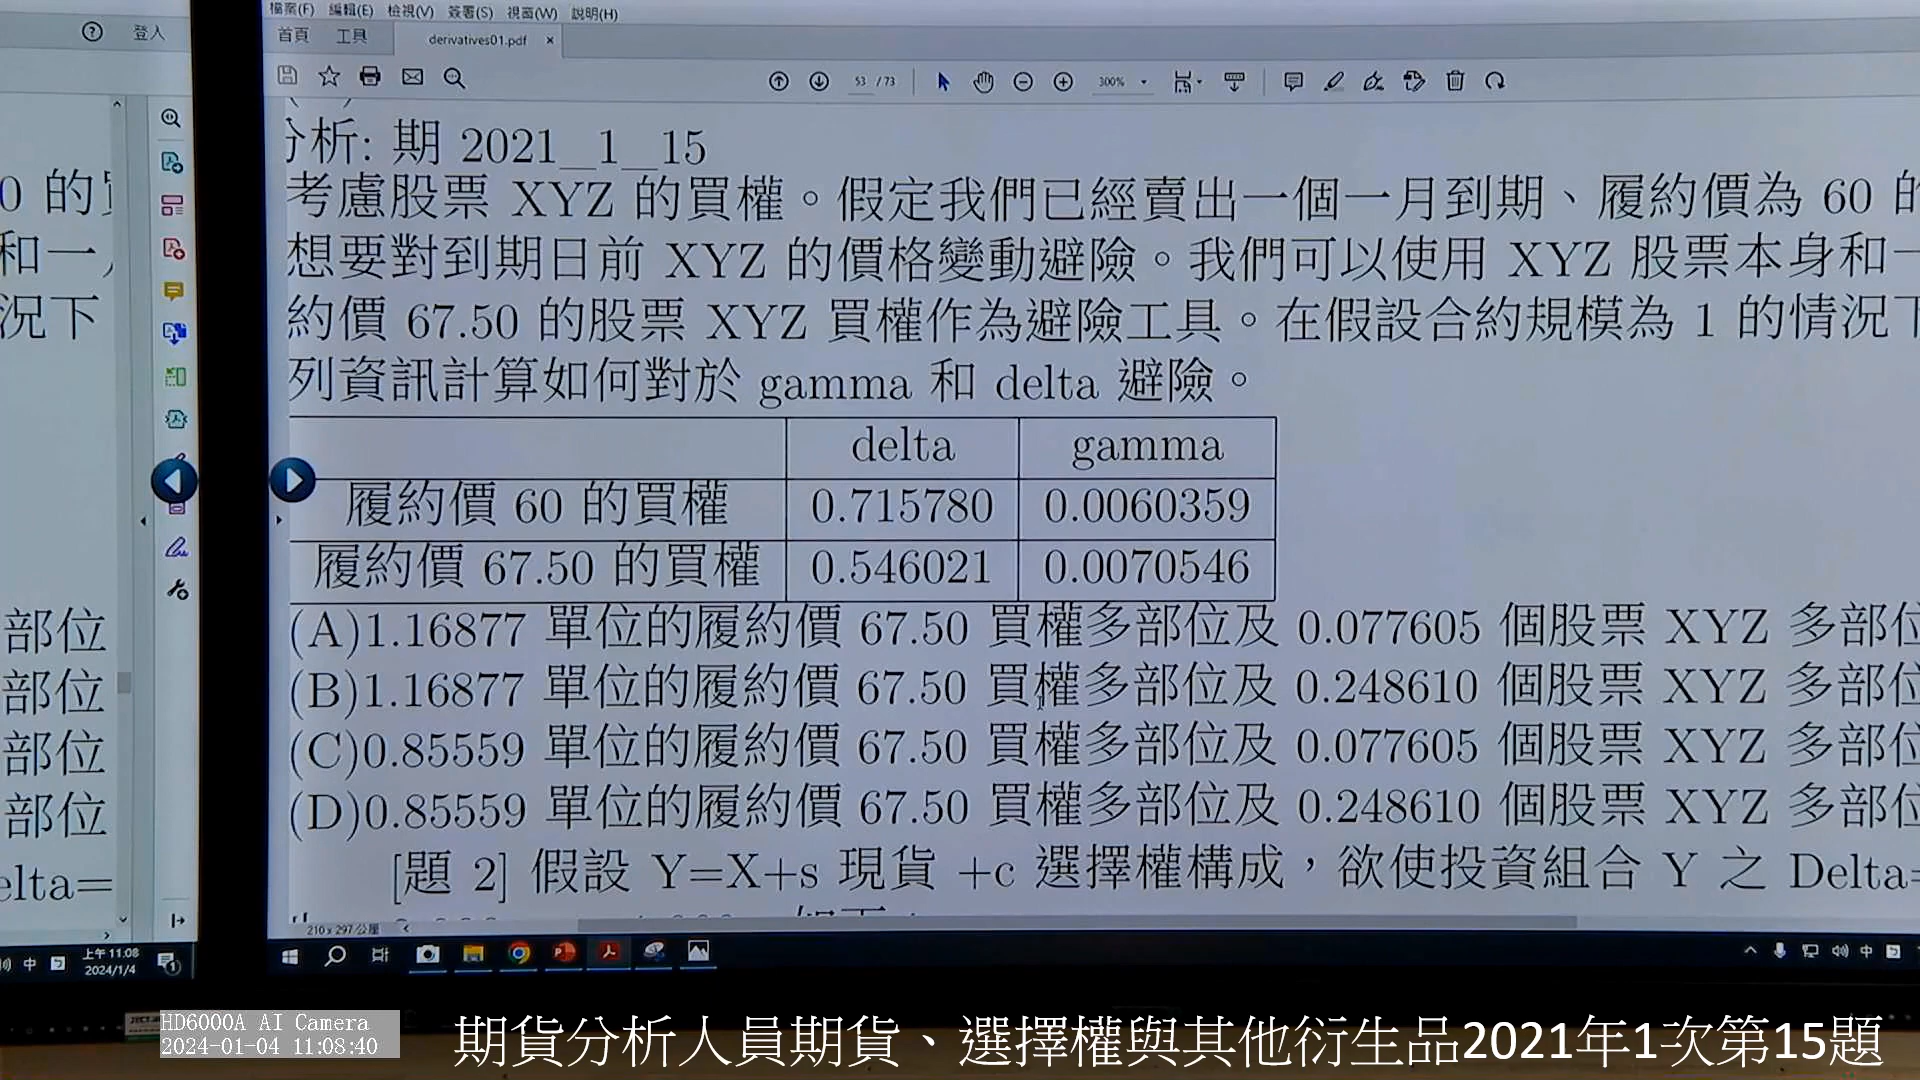 檔案(F) 編輯(E) 檢視(V) 簽署(S) 視窗(W) 說明(H)
登入
首頁 工具 derivatives01.pdf ×
53 / 73 300%
分析: 期 2021_1_15
考慮股票 XYZ 的買權。假定我們已經賣出一個一月到期、履約價為 60 的
想要對到期日前 XYZ 的價格變動避險。我們可以使用 XYZ 股票本身和一
約價 67.50 的股票 XYZ 買權作為避險工具。在假設合約規模為 1 的情況下
列資訊計算如何對於 gamma 和 delta 避險。
delta gamma
履約價 60 的買權 0.715780 0.0060359
履約價 67.50 的買權 0.546021 0.0070546
(A)1.16877 單位的履約價 67.50 買權多部位及 0.077605 個股票 XYZ 多部位
(B)1.16877 單位的履約價 67.50 買權多部位及 0.248610 個股票 XYZ 多部位
(C)0.85559 單位的履約價 67.50 買權多部位及 0.077605 個股票 XYZ 多部位
(D)0.85559 單位的履約價 67.50 買權多部位及 0.248610 個股票 XYZ 多部位
[題 2] 假設 Y=X+s 現貨 +c 選擇權構成，欲使投資組合 Y 之 Delta=
210 x 297 公厘
0 的買
和一
況下
部位
部位
部位
部位
elta=
中 上午 11:08
2024/1/4
1
中
HD6000A AI Camera
2024-01-04 11:08:40
期貨分析人員期貨、選擇權與其他衍生品2021年1次第15題